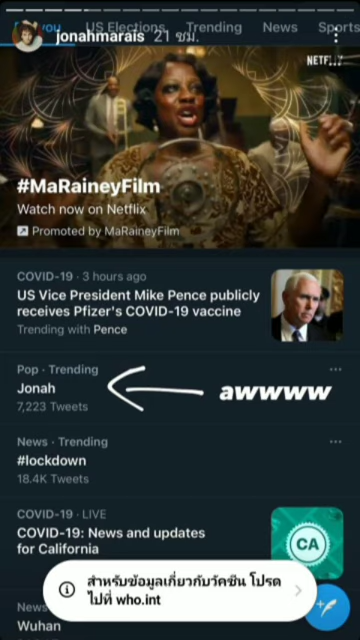 you US Elections Trending News Sports
jonahmarais 21 ชม.
NETF
#MaRaineyFilm
Watch now on Netflix
Promoted by MaRaineyFilm
COVID-19 · 3 hours ago
US Vice President Mike Pence publicly
receives Pfizer's COVID-19 vaccine
Trending with Pence
Pop · Trending
Jonah
awwww
7,223 Tweets
News · Trending
#lockdown
18.4K Tweets
COVID-19 · LIVE
COVID-19: News and updates
for California
CA
สำหรับข้อมูลเกี่ยวกับวัคซีน โปรด
ไปที่ who.int
News
Wuhan